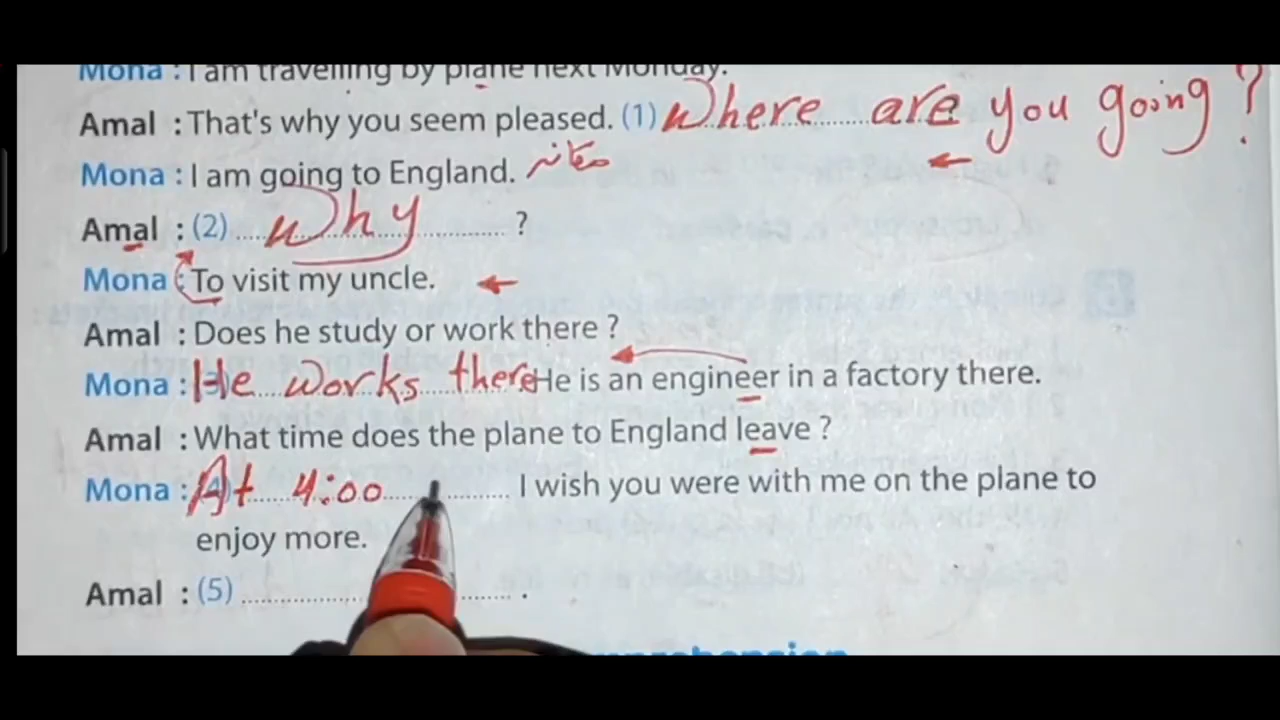 Mona : I am travelling by plane next Monday.
Amal : That's why you seem pleased. (1) Where are you going ?
Mona : I am going to England. مكان
Amal : (2) Why ?
Mona : To visit my uncle.
Amal : Does he study or work there ?
Mona : He works there. He is an engineer in a factory there.
Amal : What time does the plane to England leave ?
Mona : At 4:00 I wish you were with me on the plane to
enjoy more.
Amal : (5) .